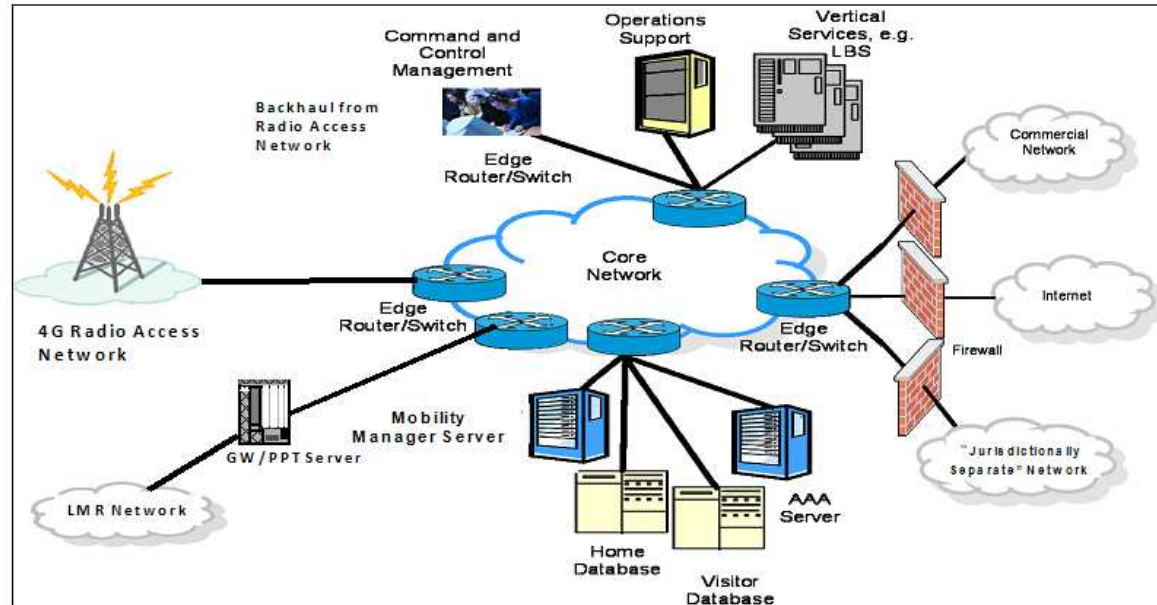 Command and
Control
Management
Operations
Support
Vertical
Services, e.g.
LBS
Backhaul from
Radio Access
Network
Edge
Router/Switch
Commercial
Network
Core
Network
Internet
4G Radio Access
Network
Edge
Router/Switch
Edge
Router/Switch
Firewall
Mobility
Manager Server
GW/PPT Server
LMR Network
"Jurisdictionally
Separate" Network
AAA
Server
Home
Database
Visitor
Database